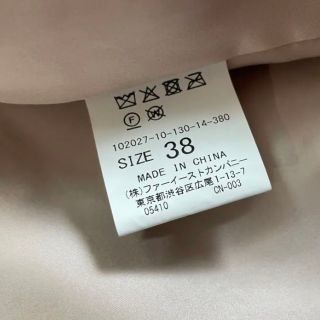 102027-10-130-14-380
SIZE 38
MADE IN CHINA
(株)ファーイーストカンパニー
東京都渋谷区広尾1-13-7
05410 CN-003